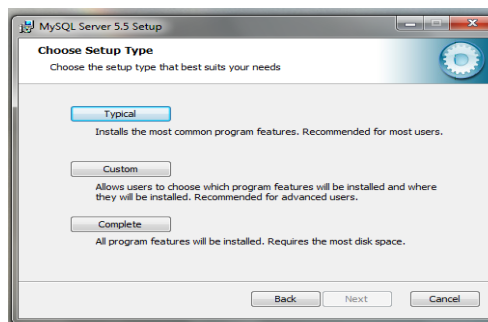 MySQL Server 5.5 Setup
Choose Setup Type
Choose the setup type that best suits your needs
Typical
Installs the most common program features. Recommended for most users.
Custom
Allows users to choose which program features will be installed and where
they will be installed. Recommended for advanced users.
Complete
All program features will be installed. Requires the most disk space.
Back Next Cancel